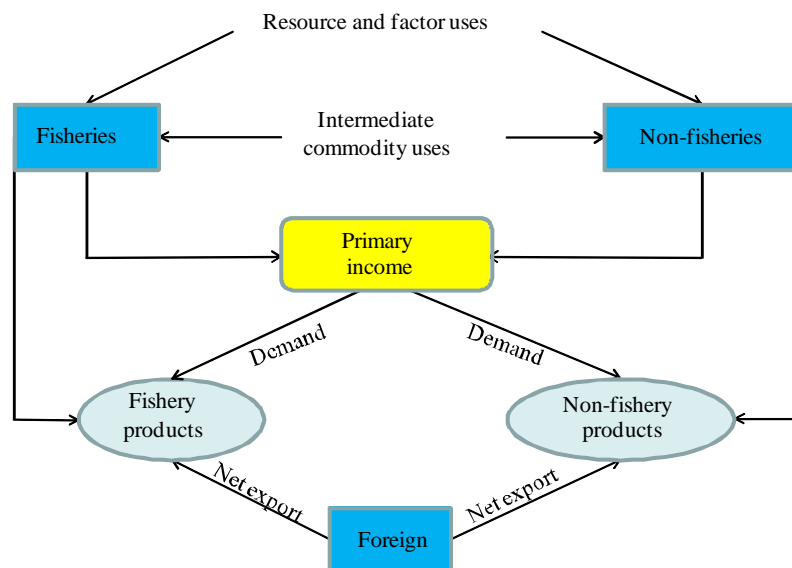 Resource and factor uses
Fisheries
Intermediate
commodity uses
Non-fisheries
Primary
income
Demand
Demand
Fishery
products
Non-fishery
products
Net export
Net export
Foreign